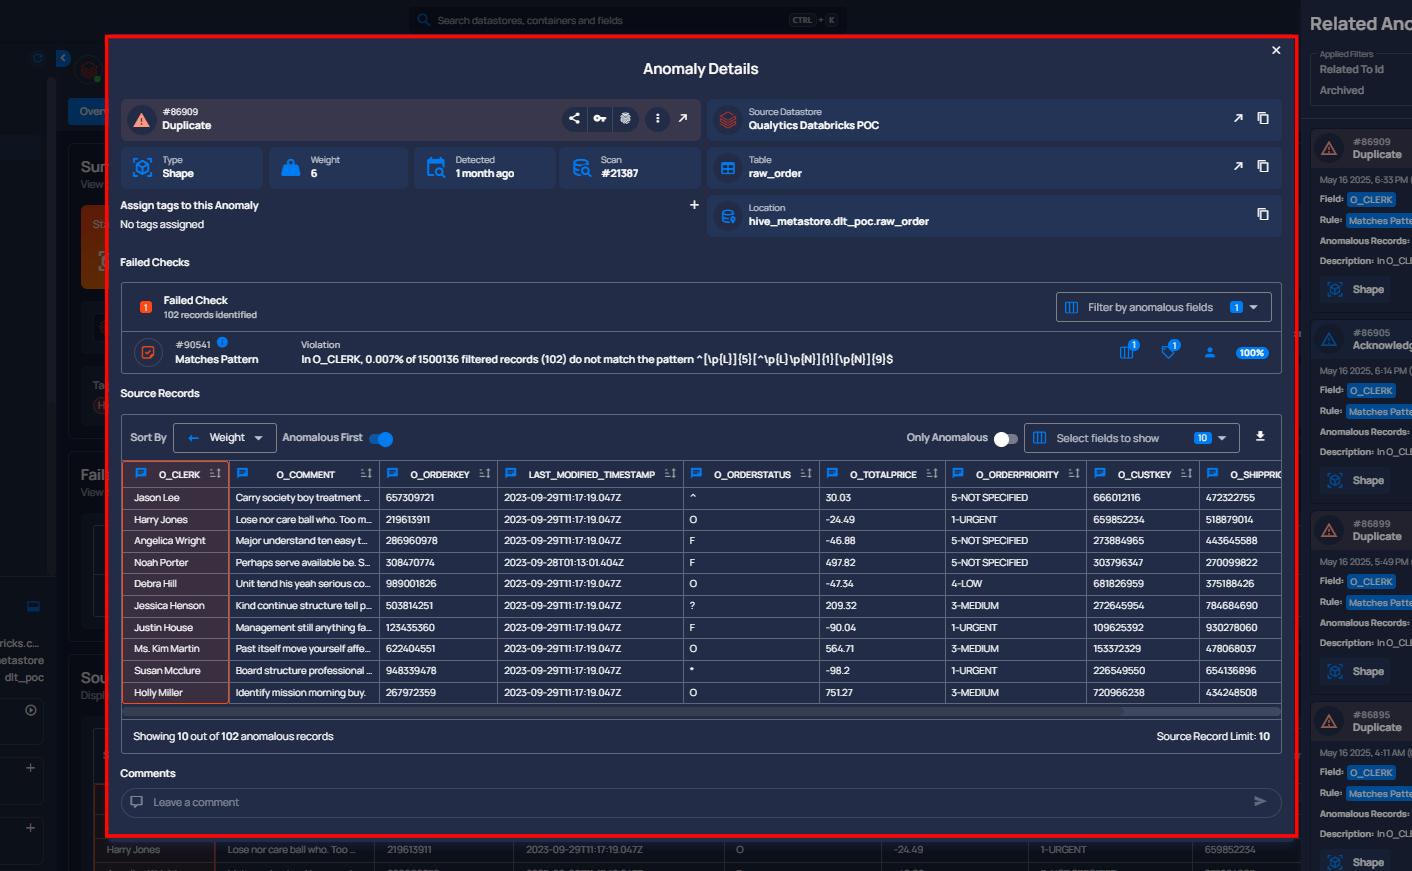 Search datastores, containers and fields CTRL + K
Related Ano
Applied Filters
Related To Id
Archived
Anomaly Details
#86909
Duplicate
Source Datastore
Qualytics Databricks POC
Type
Shape
Weight
6
Detected
1 month ago
Scan
#21387
Table
raw_order
Assign tags to this Anomaly
No tags assigned
Location
hive_metastore.dlt_poc.raw_order
Failed Checks
1
Failed Check
102 records identified
Filter by anomalous fields 1
#90541
Matches Pattern
Violation
In O_CLERK, 0.007% of 1500136 filtered records (102) do not match the pattern ^[\p{L}]{5}[^\p{L}\p{N}]{1}[\p{N}]{9}$
1 1 100%
Source Records
Sort By Weight Anomalous First Only Anomalous Select fields to show 10
O_CLERK O_COMMENT O_ORDERKEY LAST_MODIFIED_TIMESTAMP O_ORDERSTATUS O_TOTALPRICE O_ORDERPRIORITY O_CUSTKEY O_SHIPPRIO
Jason Lee Carry society boy treatment ... 657309721 2023-09-29T11:17:19.047Z ^ 30.03 5-NOT SPECIFIED 666012116 472322755
Harry Jones Lose nor care ball who. Too m... 219613911 2023-09-29T11:17:19.047Z O -24.49 1-URGENT 659852234 518879014
Angelica Wright Major understand ten easy t... 286960978 2023-09-29T11:17:19.047Z F -46.88 5-NOT SPECIFIED 273884965 443645588
Noah Porter Perhaps serve available be. S... 308470774 2023-09-28T01:13:01.404Z F 497.82 5-NOT SPECIFIED 303796347 270099822
Debra Hill Unit tend his yeah serious co... 989001826 2023-09-29T11:17:19.047Z O -47.34 4-LOW 681826959 375188426
Jessica Henson Kind continue structure tell p... 503814251 2023-09-29T11:17:19.047Z ? 209.32 3-MEDIUM 272645954 784684690
Justin House Management still anything fa... 123435360 2023-09-29T11:17:19.047Z F -90.04 1-URGENT 109625392 930278060
Ms. Kim Martin Past itself move yourself affe... 622404551 2023-09-29T11:17:19.047Z O 564.71 3-MEDIUM 153372329 478068037
Susan Mcclure Board structure professional ... 948339478 2023-09-29T11:17:19.047Z * -98.2 1-URGENT 226549550 654136896
Holly Miller Identify mission morning buy. 267972359 2023-09-29T11:17:19.047Z O 751.27 3-MEDIUM 720966238 434248508
Showing 10 out of 102 anomalous records
Source Record Limit: 10
Comments
Leave a comment
Harry Jones Lose nor care ball who. Too ... 219613911 2023-09-29T11:17:19.047Z O -24.49 1-URGENT 659852234
Over
Sur
View
Sta
Ta
Fail
View
Sou
Displ
ricks.c...
etastore
dlt_poc
#86909
Duplicate
May 16 2025, 6:33 PM (
Field: O_CLERK
Rule: Matches Patte
Anomalous Records:
Description: In O_CLE
Shape
#86905
Acknowledg
May 16 2025, 6:14 PM (
Field: O_CLERK
Rule: Matches Patte
Anomalous Records:
Description: In O_CLE
Shape
#86899
Duplicate
May 16 2025, 5:49 PM (
Field: O_CLERK
Rule: Matches Patte
Anomalous Records:
Description: In O_CLE
Shape
#86895
Duplicate
May 16 2025, 4:11 AM (
Field: O_CLERK
Rule: Matches Patte
Anomalous Records:
Description: In O_CLE
Shape